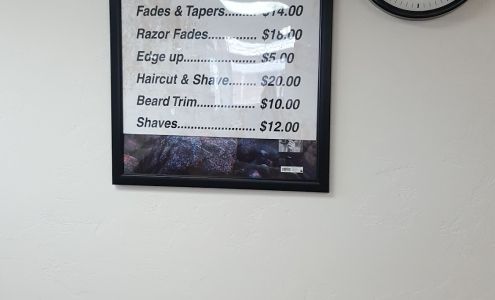 Fades & Tapers......... $14.00
Razor Fades............. $18.00
Edge up...................... $5.00
Haircut & Shave........ $20.00
Beard Trim................. $10.00
Shaves........................ $12.00